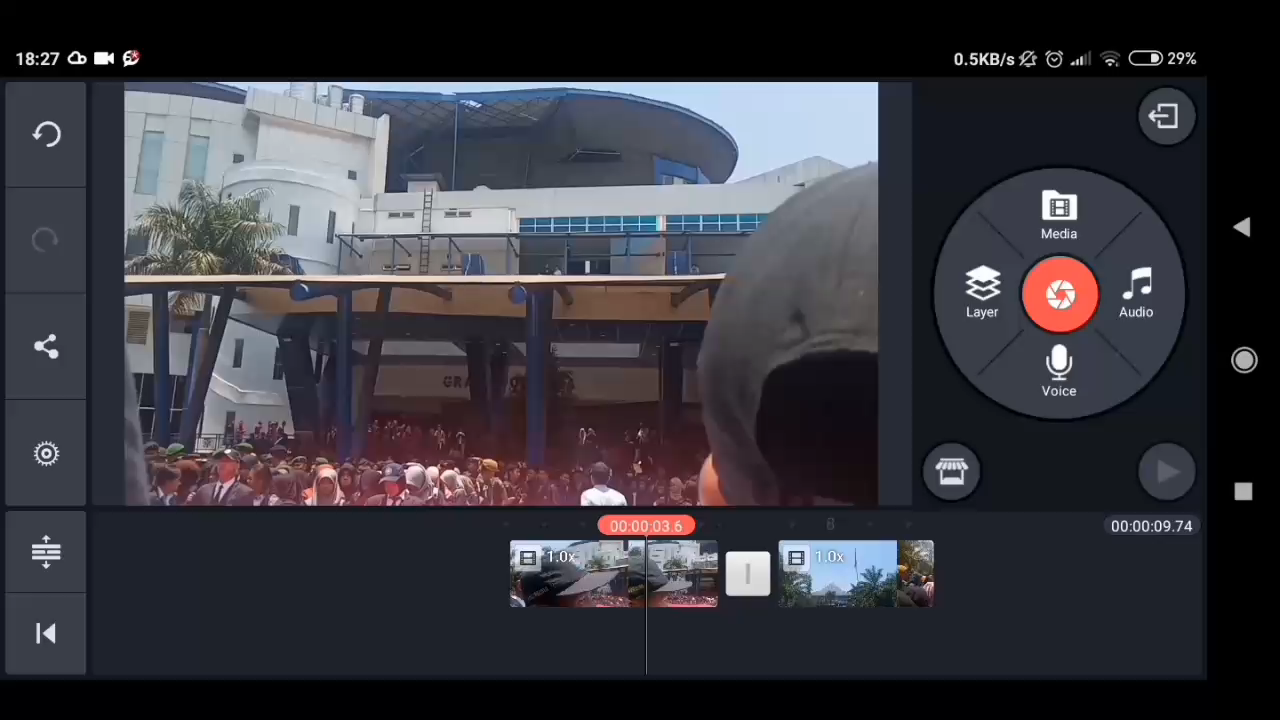 18:27
0.5KB/s 29%
Media
Layer
Audio
Voice
00:00:03.6
8
00:00:09.74
1.0x
1.0x